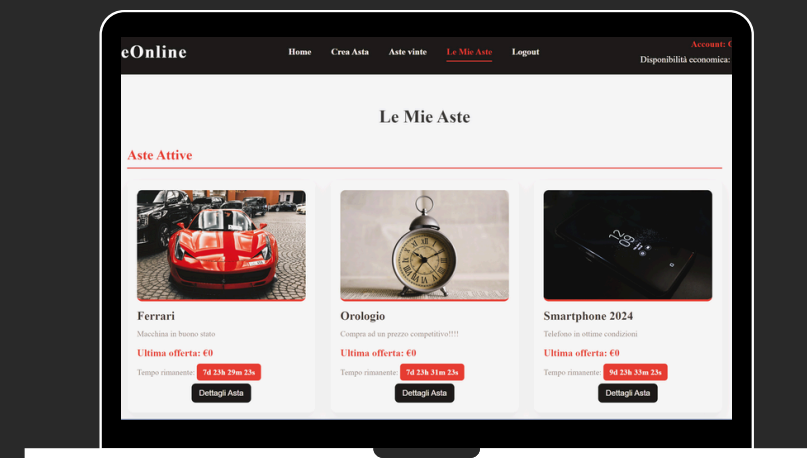 eOnline
Home Crea Asta Aste vinte Le Mie Aste Logout
Account:
Disponibilità economica:
Le Mie Aste
Aste Attive
Ferrari
Macchina in buono stato
Ultima offerta: €0
Tempo rimanente: 7d 23h 29m 23s
Dettagli Asta
Orologio
Compra ad un prezzo competitivo!!!!
Ultima offerta: €0
Tempo rimanente: 7d 23h 31m 23s
Dettagli Asta
Smartphone 2024
Telefono in ottime condizioni
Ultima offerta: €0
Tempo rimanente: 9d 23h 33m 23s
Dettagli Asta